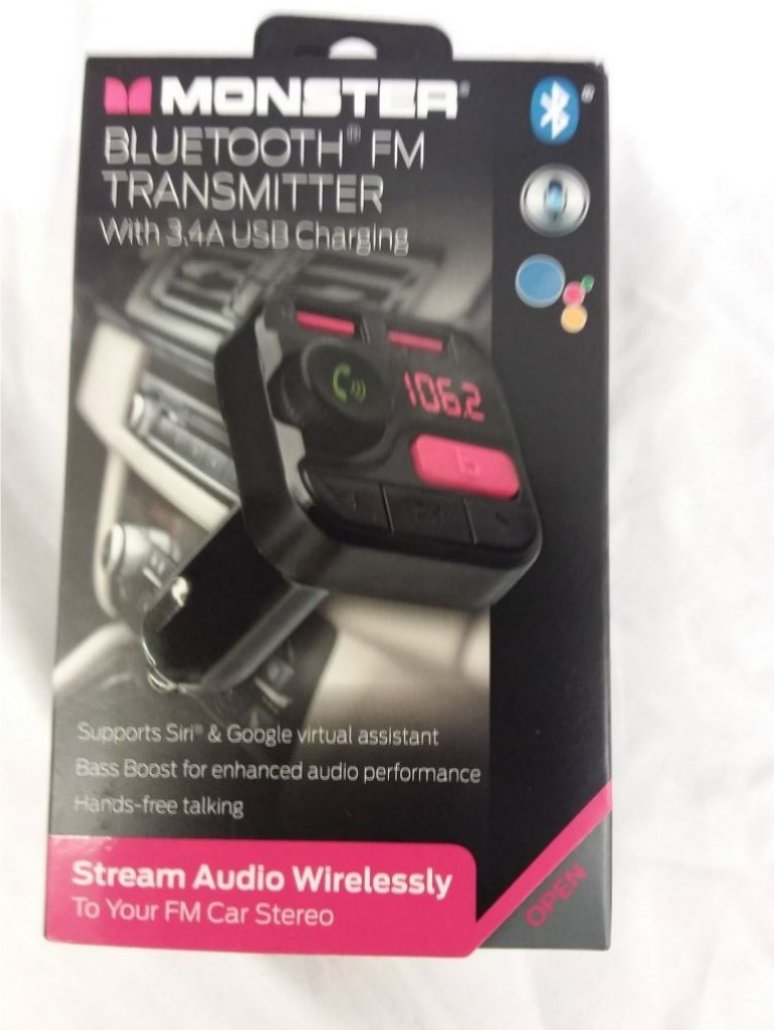 MONSTER®
BLUETOOTH® FM
TRANSMITTER
With 3.4A USB Charging
106.2
Supports Siri® & Google virtual assistant
Bass Boost for enhanced audio performance
Hands-free talking
Stream Audio Wirelessly
To Your FM Car Stereo
OPEN